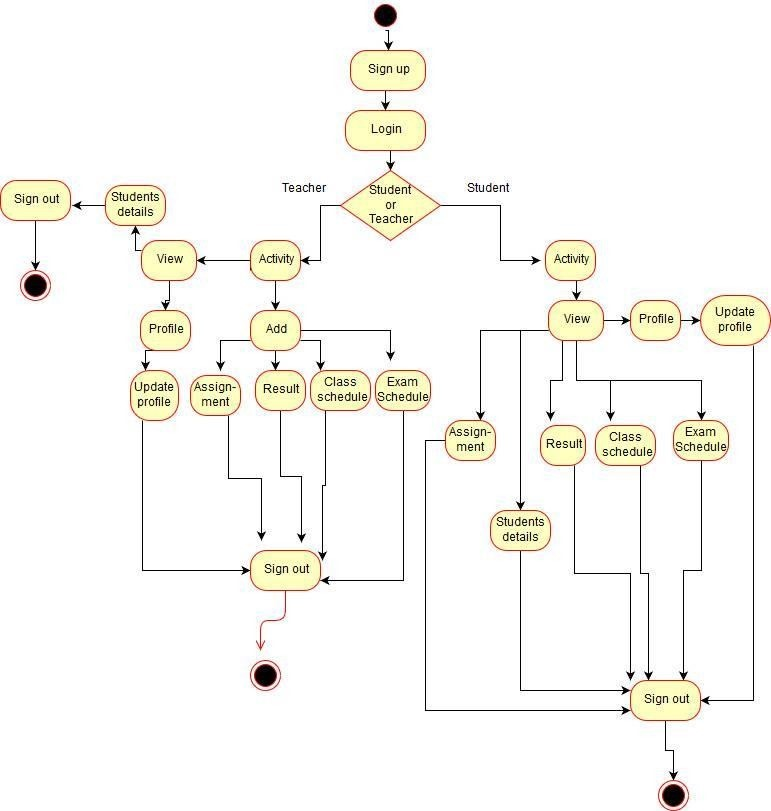 Sign up
Login
Teacher
Student
or
Teacher
Student
Sign out
Students
details
View
Activity
Activity
Profile
Add
View
Profile
Update
profile
Update
profile
Assign-
ment
Result
Class
schedule
Exam
Schedule
Assign-
ment
Result
Class
schedule
Exam
Schedule
Students
details
Sign out
Sign out